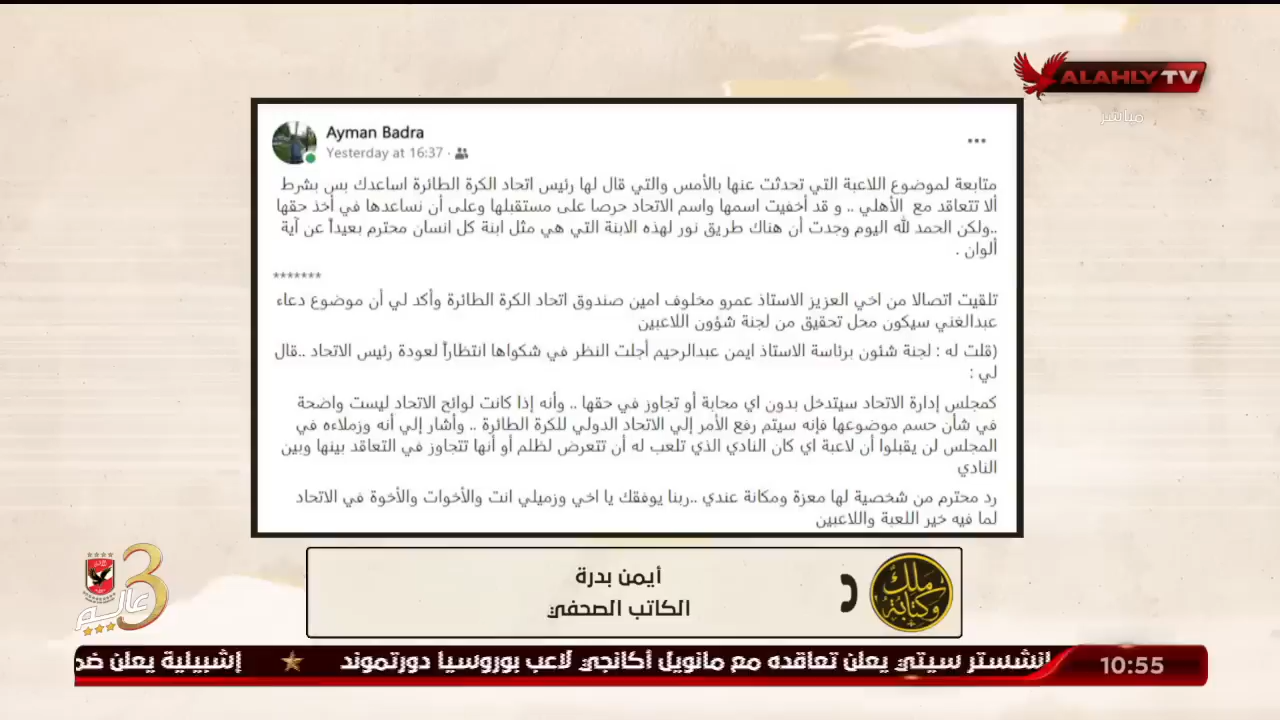 ALAHLY TV
مباشر
Ayman Badra
Yesterday at 16:37 ·
متابعة لموضوع اللاعبة التي تحدثت عنها بالأمس والتي قال لها رئيس اتحاد الكرة الطائرة اساعدك بس بشرط
ألا تتعاقد مع الأهلي .. و قد أخفيت اسمها واسم الاتحاد حرصا على مستقبلها وعلى أن نساعدها في أخذ حقها
..ولكن الحمد لله اليوم وجدت أن هناك طريق نور لهذه الابنة التي هي مثل ابنة كل انسان محترم بعيداً عن آية
ألوان .
*******
تلقيت اتصالا من اخي العزيز الاستاذ عمرو مخلوف امين صندوق اتحاد الكرة الطائرة وأكد لي أن موضوع دعاء
عبدالغني سيكون محل تحقيق من لجنة شؤون اللاعبين
(قلت له : لجنة شئون برئاسة الاستاذ ايمن عبدالرحيم أجلت النظر في شكواها انتظاراً لعودة رئيس الاتحاد ..قال
لي :
كمجلس إدارة الاتحاد سيتدخل بدون اي محابة أو تجاوز في حقها .. وأنه إذا كانت لوائح الاتحاد ليست واضحة
في شأن حسم موضوعها فإنه سيتم رفع الأمر إلي الاتحاد الدولي للكرة الطائرة .. وأشار إلي أنه وزملاءه في
المجلس لن يقبلوا أن لاعبة اي كان النادي الذي تلعب له أن تتعرض لظلم أو أنها تتجاوز في التعاقد بينها وبين
النادي
رد محترم من شخصية لها معزة ومكانة عندي ..ربنا يوفقك يا اخي وزميلي انت والأخوات والأخوة في الاتحاد
لما فيه خير اللعبة واللاعبين
ملك وكتابة
أيمن بدرة
الكاتب الصحفي
3 عالم
انشستر سيتي يعلن تعاقده مع مانويل أكانجي لاعب بوروسيا دورتموند
إشبيلية يعلن ضم
10:55